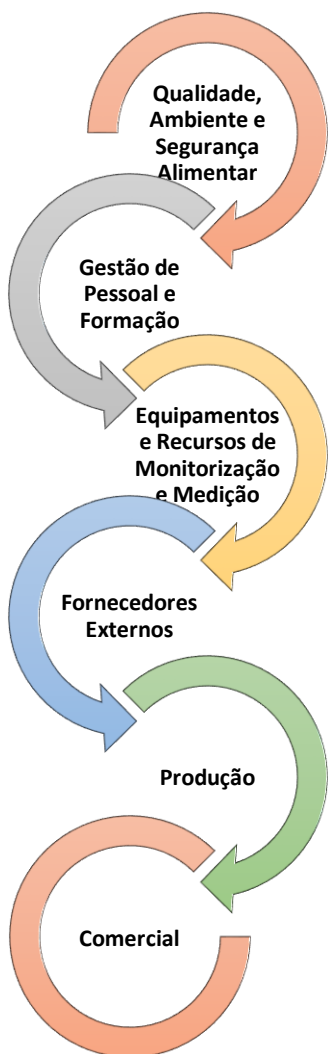 Qualidade,
Ambiente e
Segurança
Alimentar
Gestão de
Pessoal e
Formação
Equipamentos
e Recursos de
Monitorização
e Medição
Fornecedores
Externos
Produção
Comercial